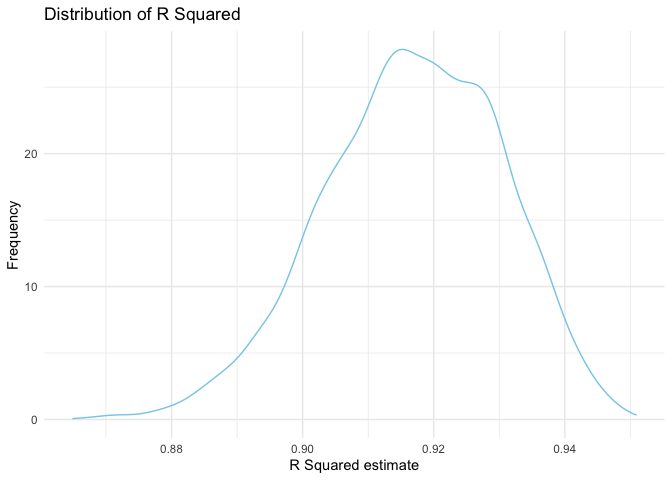 Distribution of R Squared
Frequency
20
10
0
0.88
0.90
0.92
0.94
R Squared estimate